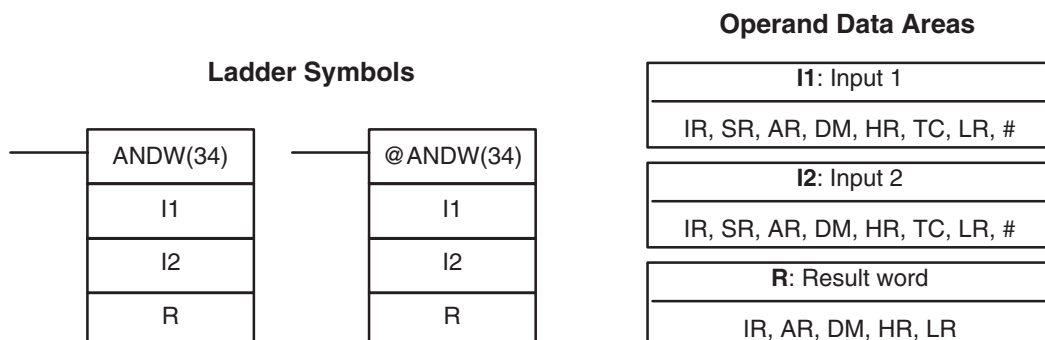 Ladder Symbols
ANDW(34)
I1
I2
R
@ANDW(34)
I1
I2
R
Operand Data Areas
I1: Input 1
IR, SR, AR, DM, HR, TC, LR, #
I2: Input 2
IR, SR, AR, DM, HR, TC, LR, #
R: Result word
IR, AR, DM, HR, LR